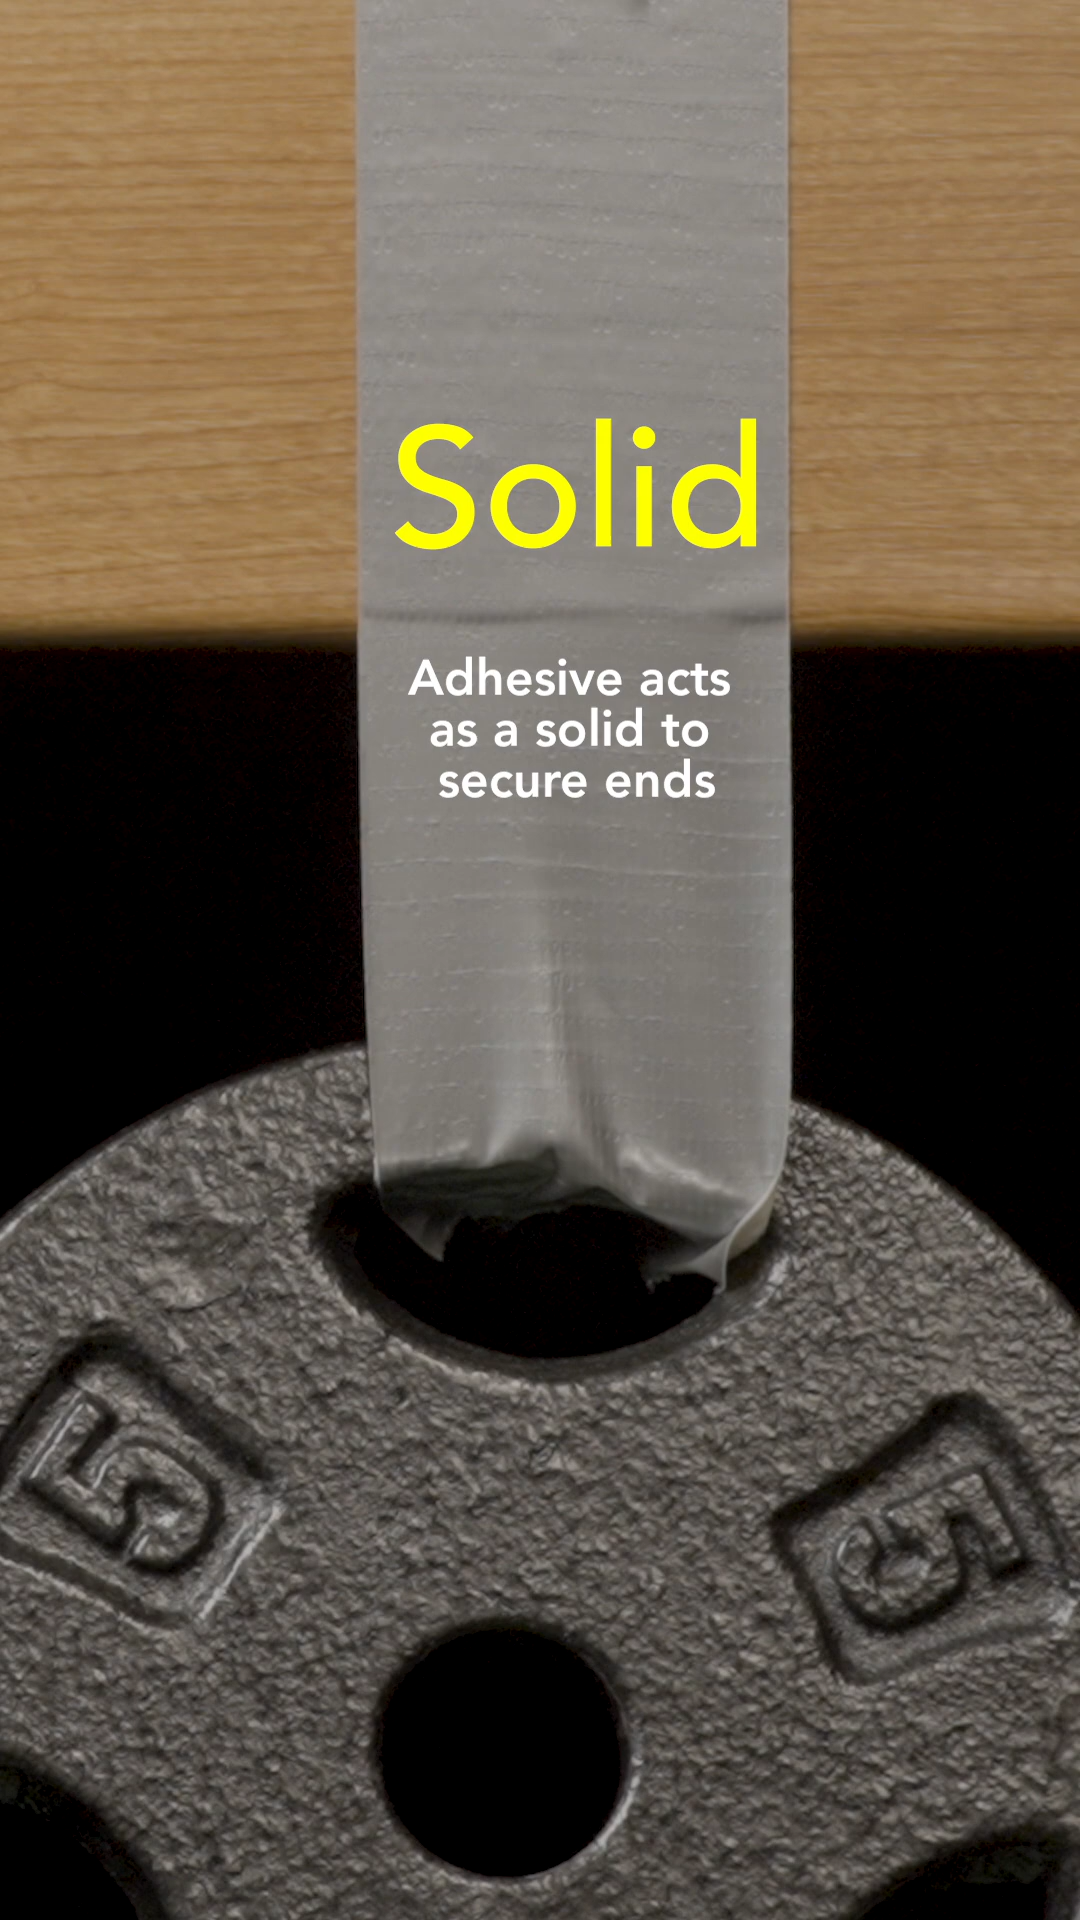 Solid
Adhesive acts
as a solid to
secure ends
5
5